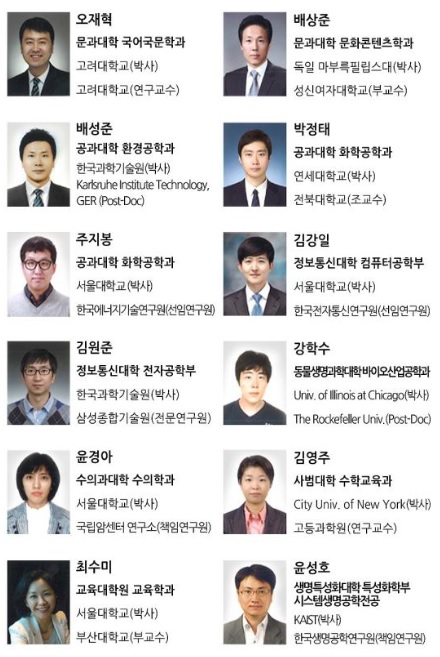 오재혁
문과대학 국어국문학과
고려대학교(박사)
고려대학교(연구교수)
배상준
문과대학 문화콘텐츠학과
독일 마부륵필립스대(박사)
성신여자대학교(부교수)
배성준
공과대학 환경공학과
한국과학기술원(박사)
Karlsruhe Institute Technology,
GER (Post-Doc)
박정태
공과대학 화학공학과
연세대학교(박사)
전북대학교(조교수)
주지봉
공과대학 화학공학과
서울대학교(박사)
한국에너지기술연구원(선임연구원)
김강일
정보통신대학 컴퓨터공학부
서울대학교(박사)
한국전자통신연구원(선임연구원)
김원준
정보통신대학 전자공학부
한국과학기술원(박사)
삼성종합기술원(전문연구원)
강학수
동물생명과학대학 바이오산업공학과
Univ. of Illinois at Chicago(박사)
The Rockefeller Univ.(Post-Doc)
윤경아
수의과대학 수의학과
서울대학교(박사)
국립암센터 연구소(책임연구원)
김영주
사범대학 수학교육과
City Univ. of New York(박사)
고등과학원(연구교수)
최수미
교육대학원 교육학과
서울대학교(박사)
부산대학교(부교수)
윤성호
생명특성화대학 특성화학부
시스템생명공학전공
KAIST(박사)
한국생명공학연구원(책임연구원)